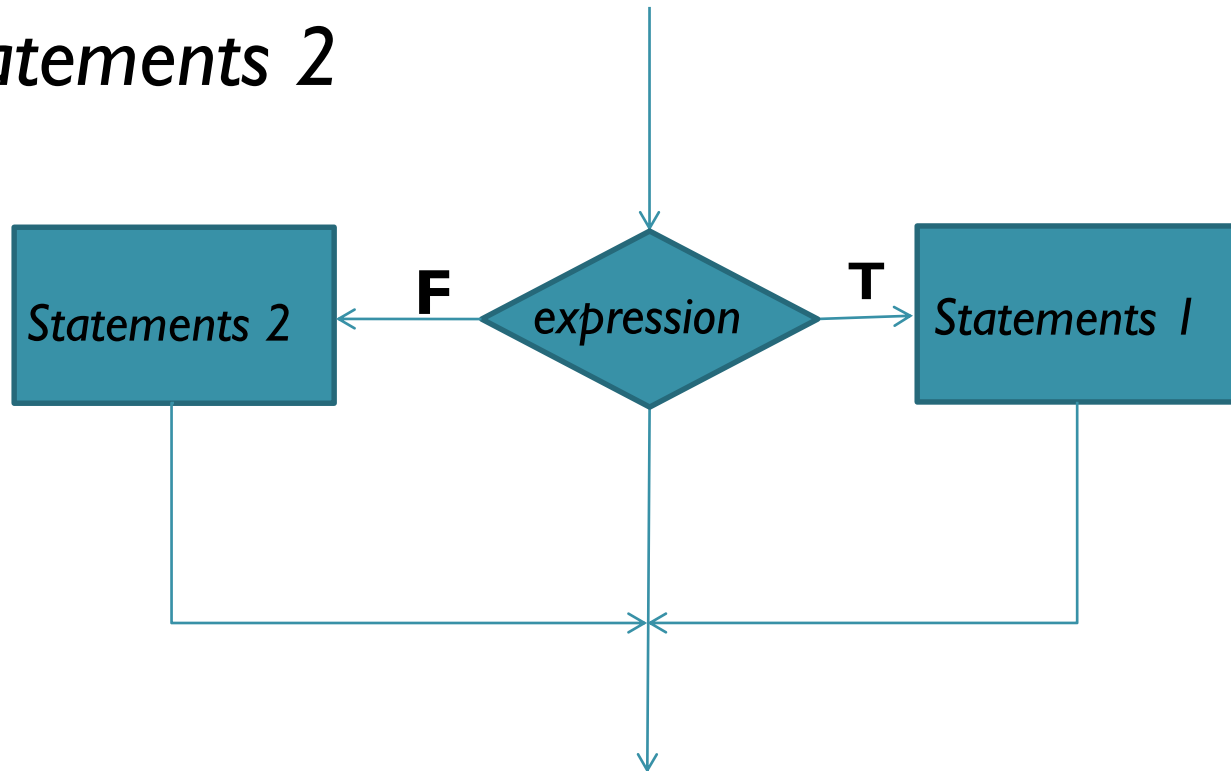 atements 2
F
T
Statements 2
expression
Statements 1